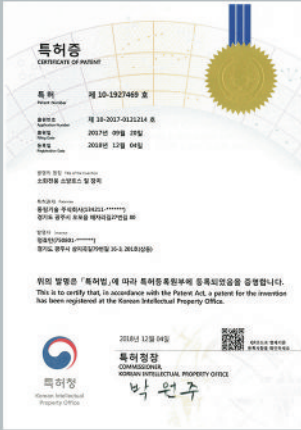 특허증
CERTIFICATE OF PATENT
특허 제 10-1927469 호
Patent Number
출원번호 제 10-2017-0121214 호
Application Number
출원일 2017년 09월 20일
Filing Date
등록일 2018년 12월 04일
Registration Date
발명의 명칭 Title of the Invention
특허권자 Patentee
(134211-*******)
경기도 광주시
발명자 Inventor
(750801-*******)
경기도 광주시
위의 발명은 「특허법」에 따라 특허등록원부에 등록되었음을 증명합니다.
This is to certify that, in accordance with the Patent Act, a patent for the invention
has been registered at the Korean Intellectual Property Office.
2018년 12월 04일
특허청장
COMMISSIONER,
KOREAN INTELLECTUAL PROPERTY OFFICE
박원주
특허청
Korean Intellectual
Property Office